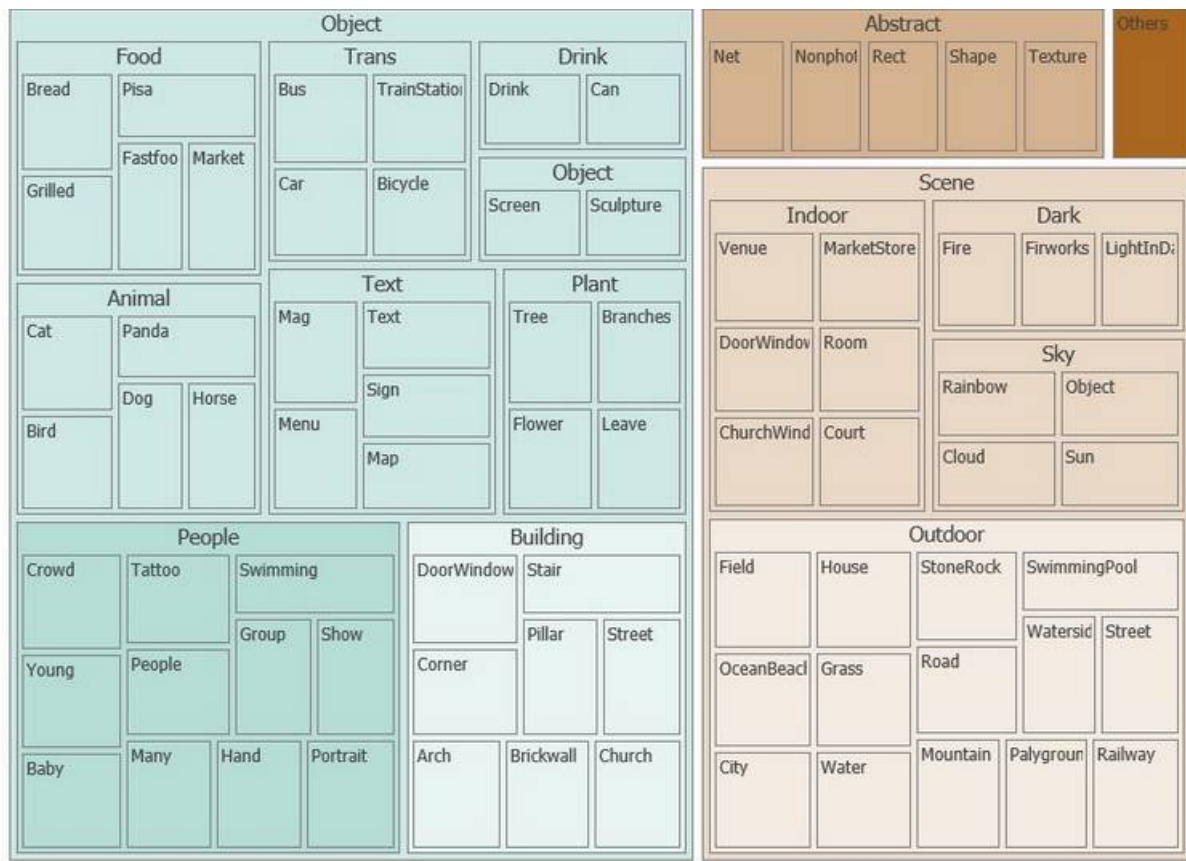 Object
Food
Bread
Pisa
Fastfoo
Market
Grilled
Trans
Bus
TrainStatio
Car
Bicycle
Drink
Drink
Can
Object
Screen
Sculpture
Animal
Cat
Panda
Dog
Horse
Bird
Text
Mag
Text
Sign
Menu
Map
Plant
Tree
Branches
Flower
Leave
People
Crowd
Tattoo
Swimming
Group
Show
Young
People
Baby
Many
Hand
Portrait
Building
DoorWindow
Stair
Pillar
Street
Corner
Arch
Brickwall
Church
Abstract
Net
Nonphot
Rect
Shape
Texture
Others
Scene
Indoor
Venue
MarketStore
DoorWindov
Room
ChurchWind
Court
Dark
Fire
Firworks
LightInDa
Sky
Rainbow
Object
Cloud
Sun
Outdoor
Field
House
StoneRock
SwimmingPool
Watersid
Street
OceanBeacl
Grass
Road
City
Water
Mountain
Palygroun
Railway